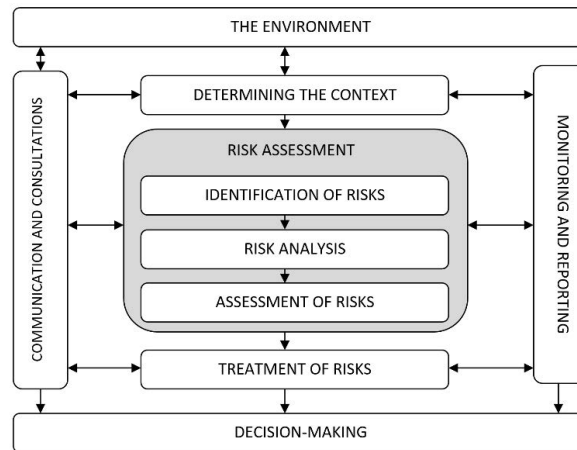 THE ENVIRONMENT
COMMUNICATION AND CONSULTATIONS
DETERMINING THE CONTEXT
RISK ASSESSMENT
IDENTIFICATION OF RISKS
RISK ANALYSIS
ASSESSMENT OF RISKS
TREATMENT OF RISKS
MONITORING AND REPORTING
DECISION-MAKING